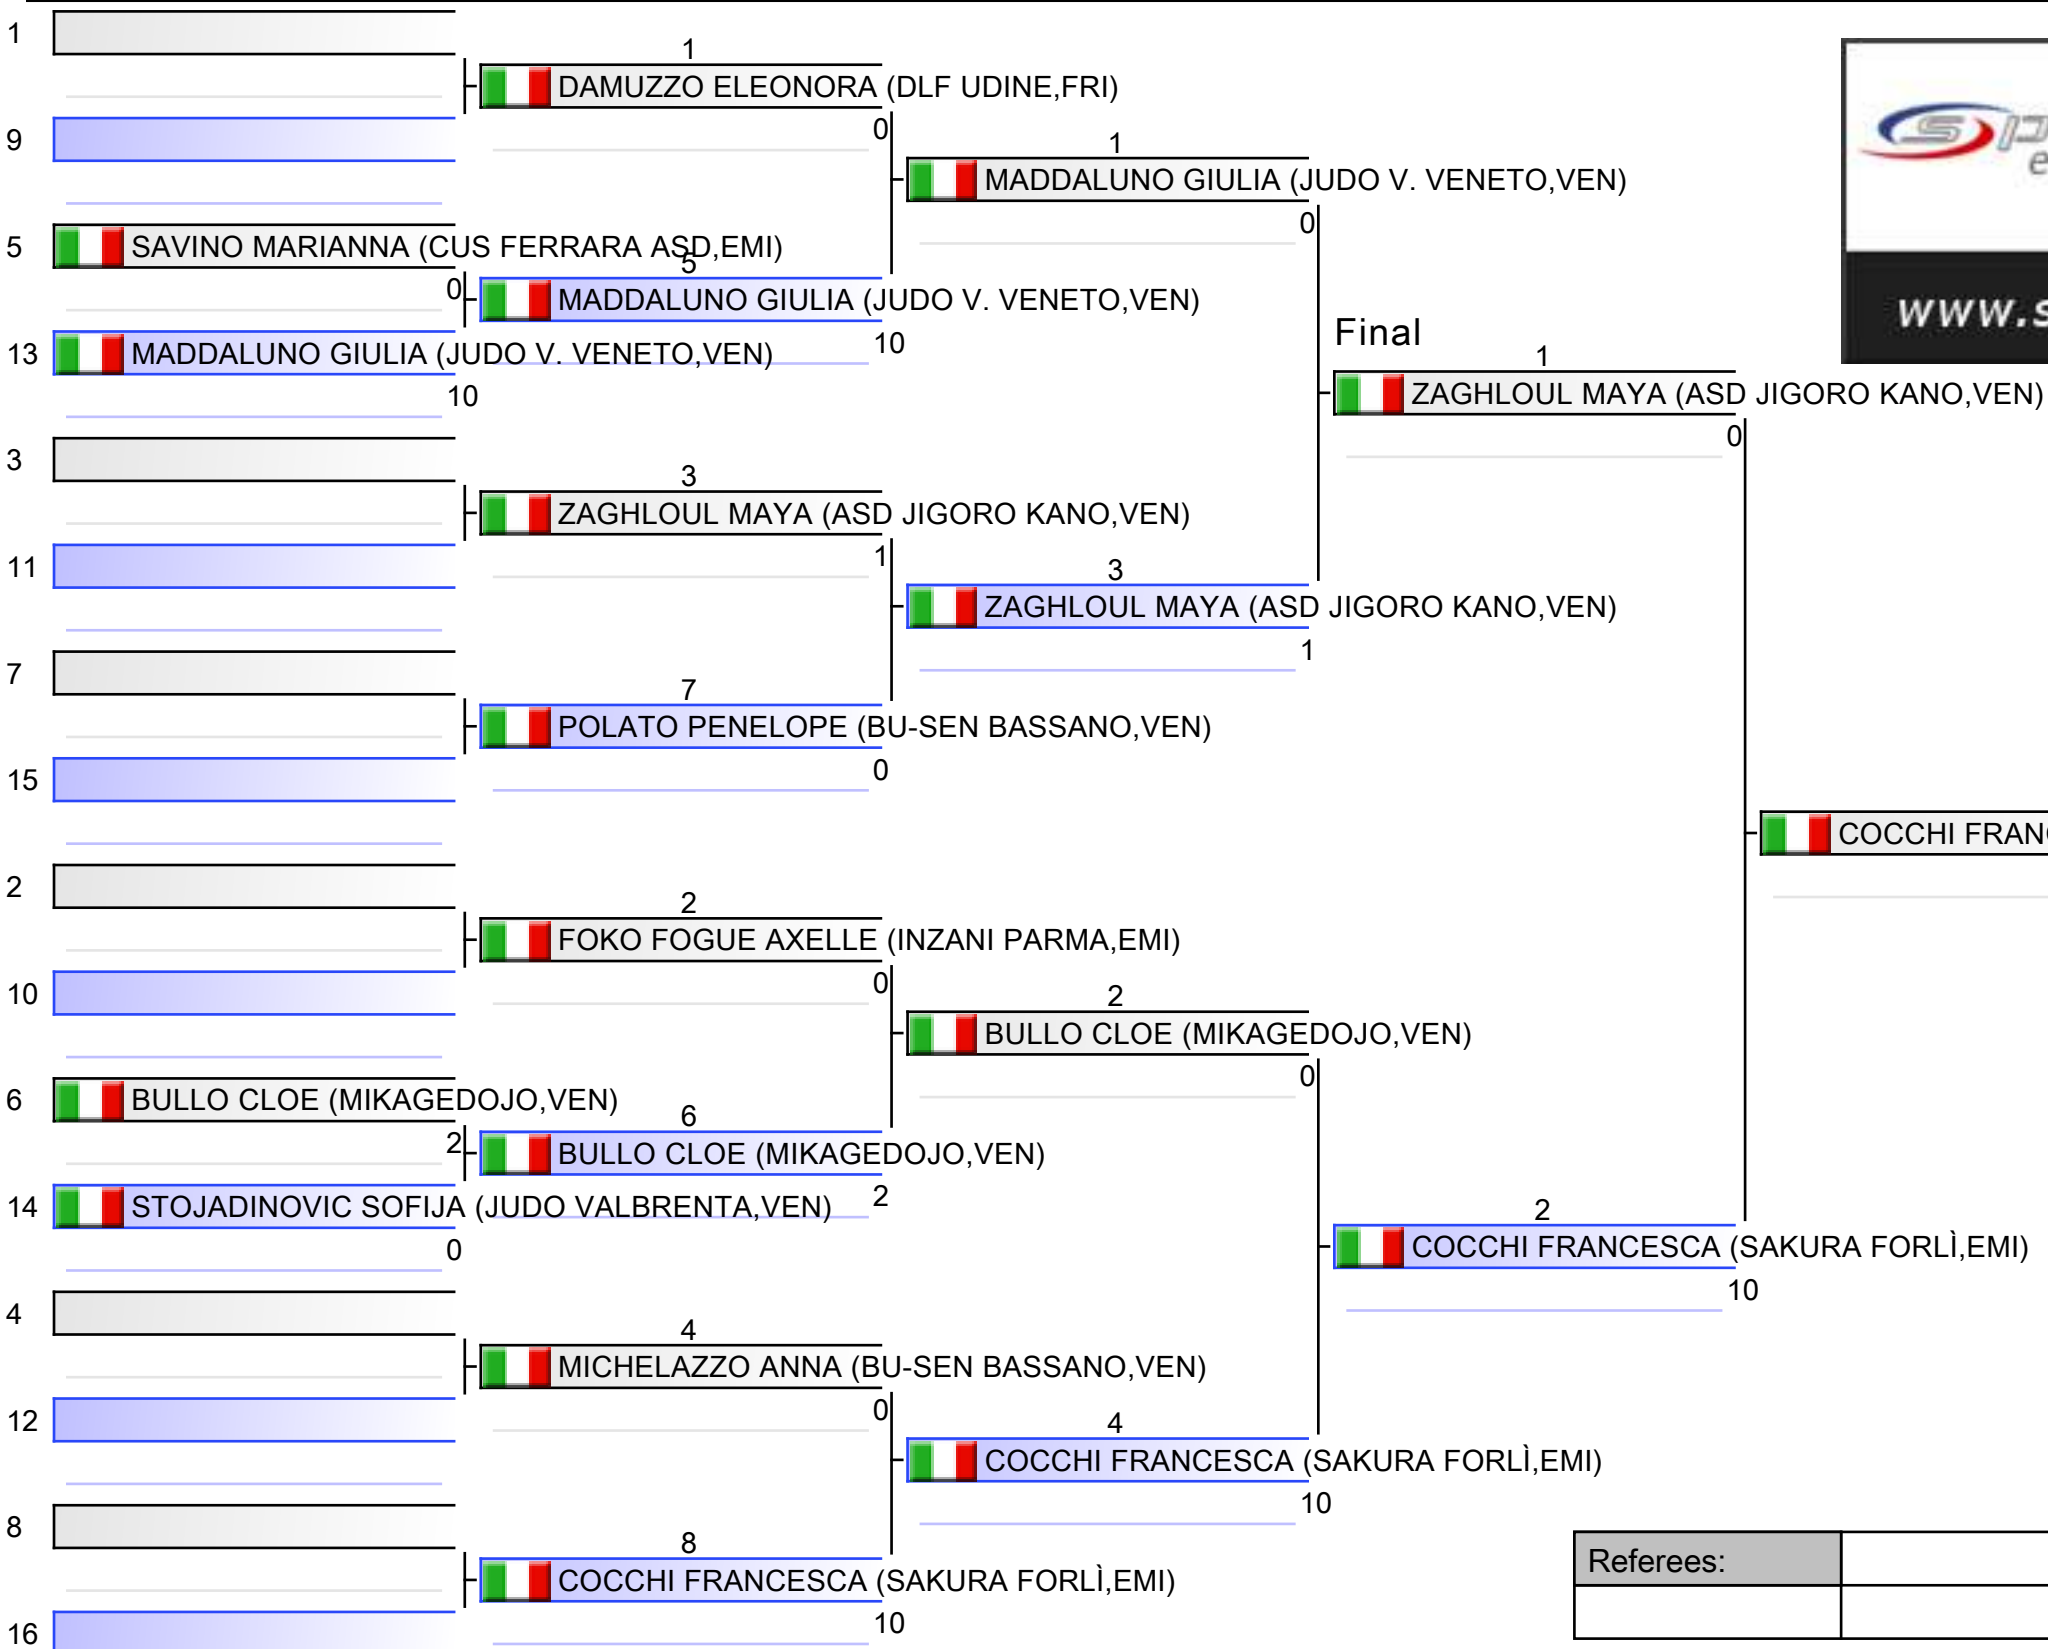 1
1
DAMUZZO ELEONORA (DLF UDINE,FRI)
0
9
1
MADDALUNO GIULIA (JUDO V. VENETO,VEN)
0
5
SAVINO MARIANNA (CUS FERRARA ASD,EMI)
0
5
MADDALUNO GIULIA (JUDO V. VENETO,VEN)
10
13
MADDALUNO GIULIA (JUDO V. VENETO,VEN)
10
www.s
Final
1
ZAGHLOUL MAYA (ASD JIGORO KANO,VEN)
0
3
3
ZAGHLOUL MAYA (ASD JIGORO KANO,VEN)
1
11
3
ZAGHLOUL MAYA (ASD JIGORO KANO,VEN)
1
7
7
POLATO PENELOPE (BU-SEN BASSANO,VEN)
0
15
COCCHI
2
2
FOKO FOGUE AXELLE (INZANI PARMA,EMI)
0
10
2
BULLO CLOE (MIKAGEDOJO,VEN)
0
6
BULLO CLOE (MIKAGEDOJO,VEN)
2
6
BULLO CLOE (MIKAGEDOJO,VEN)
2
14
STOJADINOVIC SOFIJA (JUDO VALBRENTA,VEN)
0
2
COCCHI FRANCESCA (SAKURA FORLÌ,EMI)
10
4
4
MICHELAZZO ANNA (BU-SEN BASSANO,VEN)
0
12
4
COCCHI FRANCESCA (SAKURA FORLÌ,EMI)
10
8
8
COCCHI FRANCESCA (SAKURA FORLÌ,EMI)
10
16
Referees: